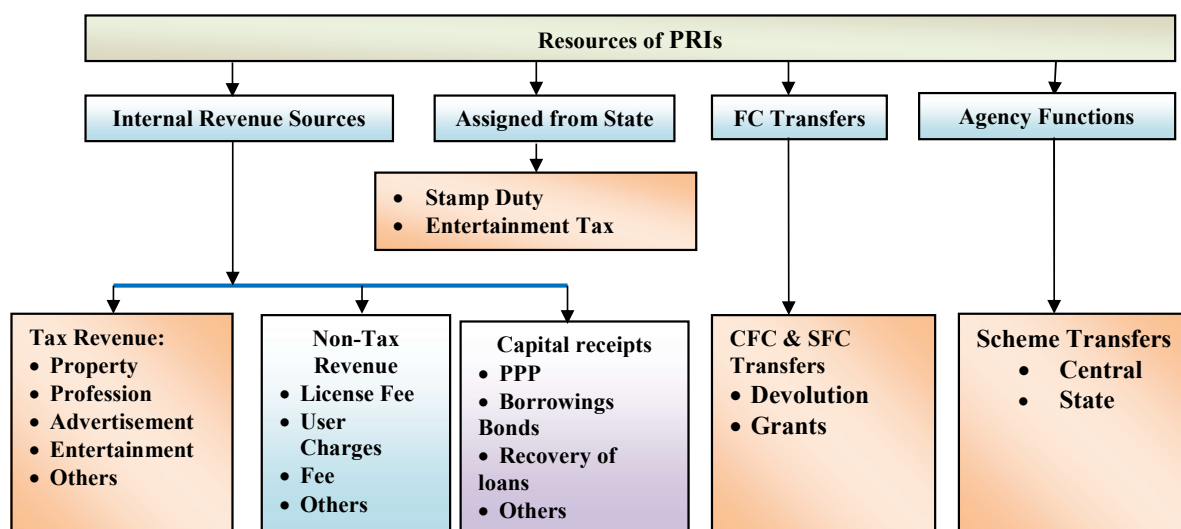 Resources of PRIs
Internal Revenue Sources
Assigned from State
FC Transfers
Agency Functions
• Stamp Duty
• Entertainment Tax
Tax Revenue:
• Property
• Profession
• Advertisement
• Entertainment
• Others
Non-Tax
Revenue
• License Fee
• User
Charges
• Fee
• Others
Capital receipts
• PPP
• Borrowings
Bonds
• Recovery of
loans
• Others
CFC & SFC
Transfers
• Devolution
• Grants
Scheme Transfers
• Central
• State